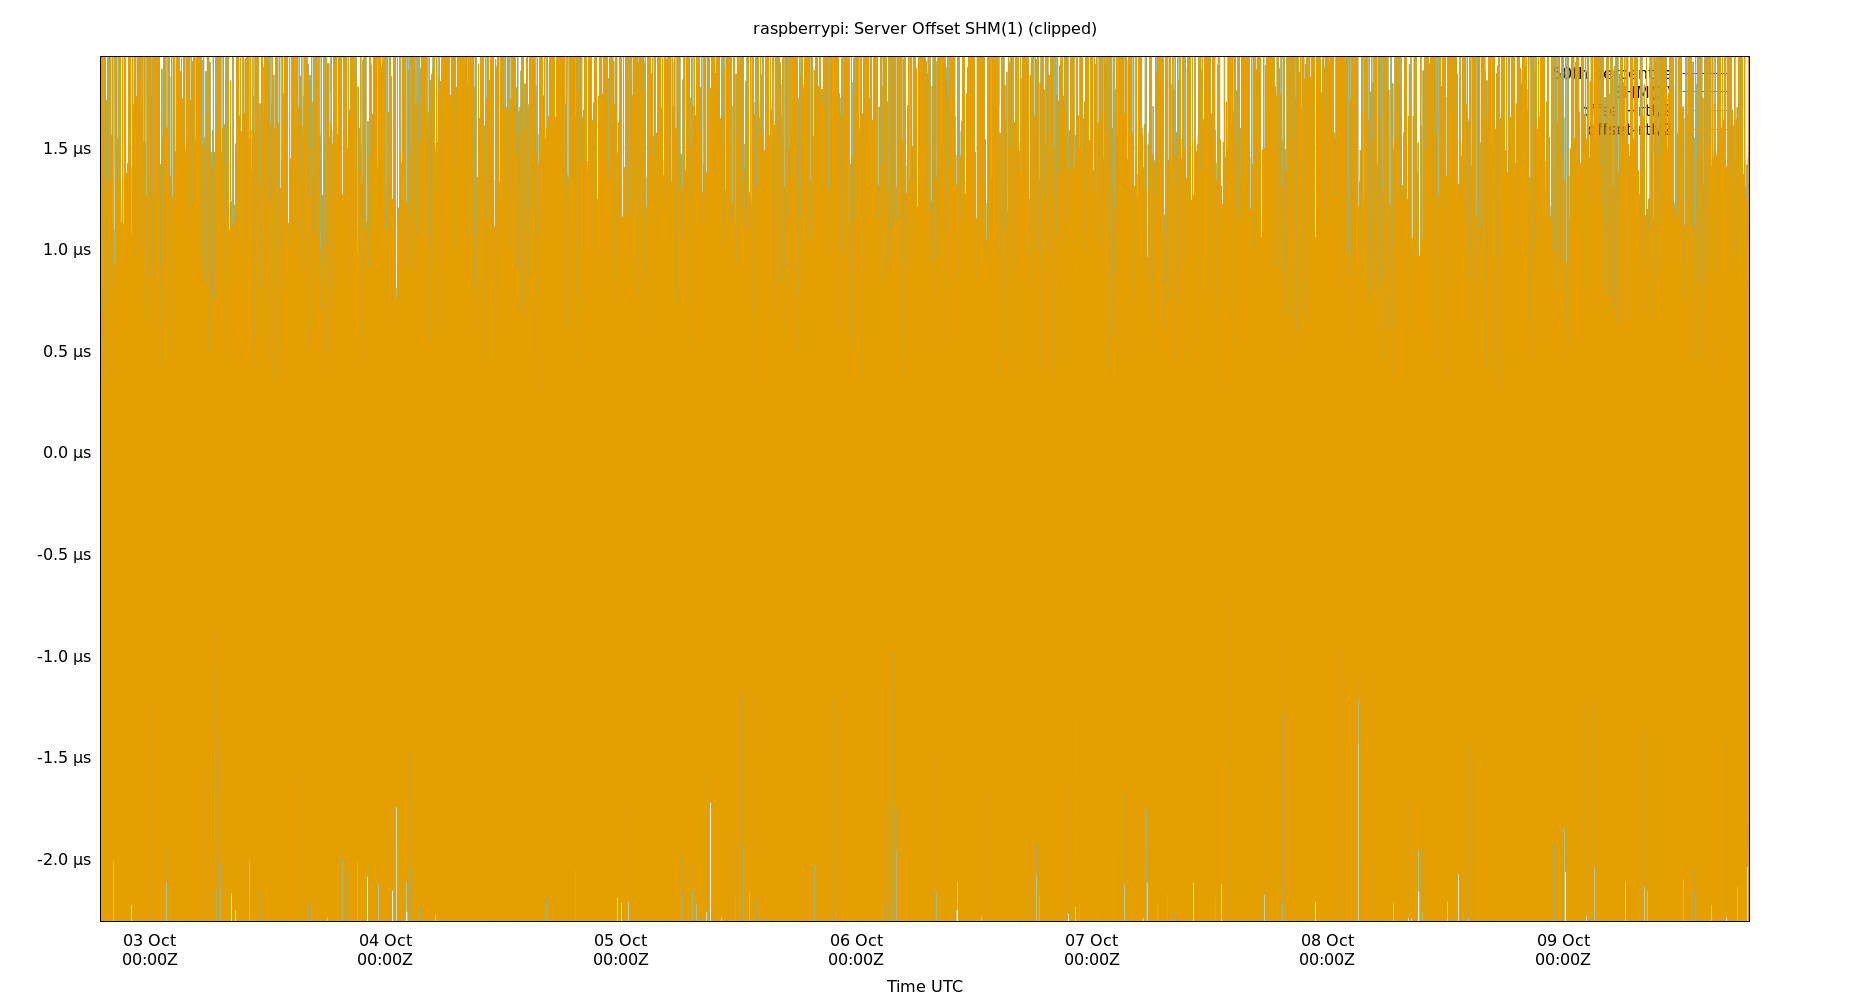 raspberrypi: Server Offset SHM(1) (clipped)
1.5 µs
1.0 µs
0.5 µs
0.0 µs
-0.5 µs
-1.0 µs
-1.5 µs
-2.0 µs
03 Oct 04 Oct 05 Oct 06 Oct 07 Oct 08 Oct 09 Oct
00:00Z 00:00Z 00:00Z 00:00Z 00:00Z 00:00Z 00:00Z
Time UTC